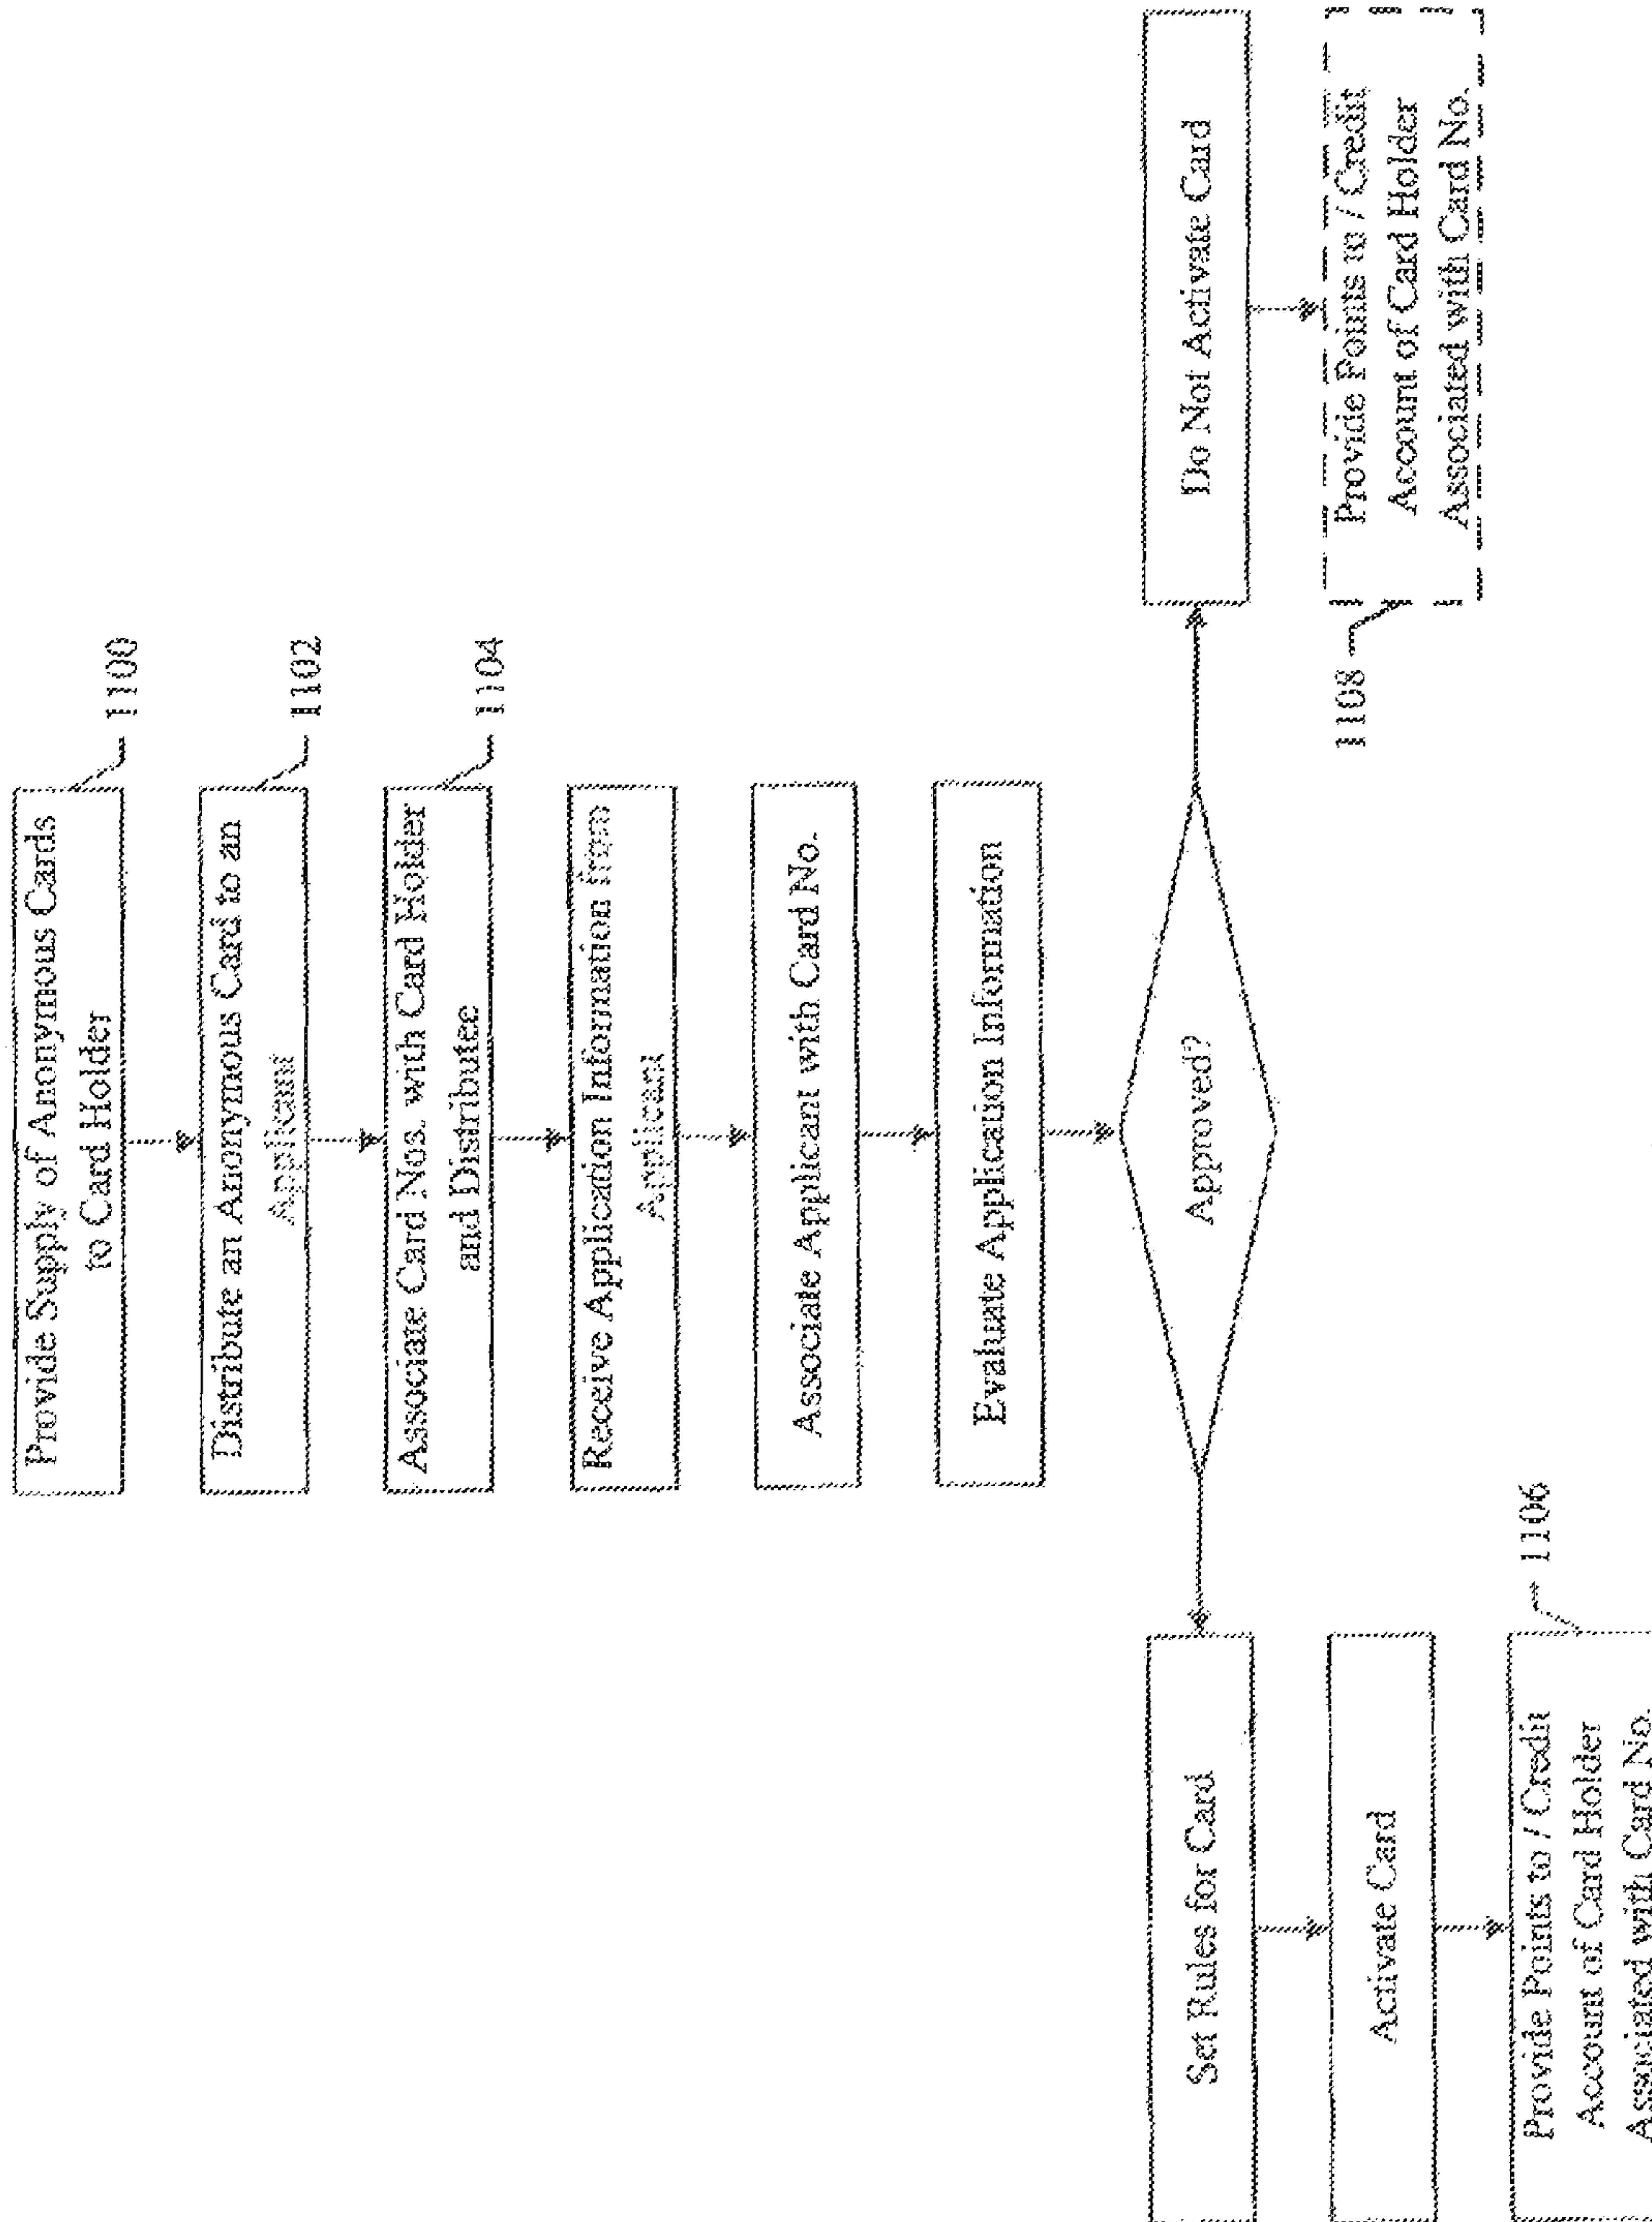 Provide Supply of Anonymous Cards
to Card Holder
1100
Distribute an Anonymous Card to an
Applicant
1102
Associate Card Nos. with Card Holder
and Distributee
1104
Receive Application Information from
Applicant
Associate Applicant with Card No.
Evaluate Application Information
Approved?
Set Rules for Card
Activate Card
Provide Points to / Credit
Account of Card Holder
Associated with Card No.
1106
Do Not Activate Card
Provide Points to / Credit
Account of Card Holder
Associated with Card No.
1108